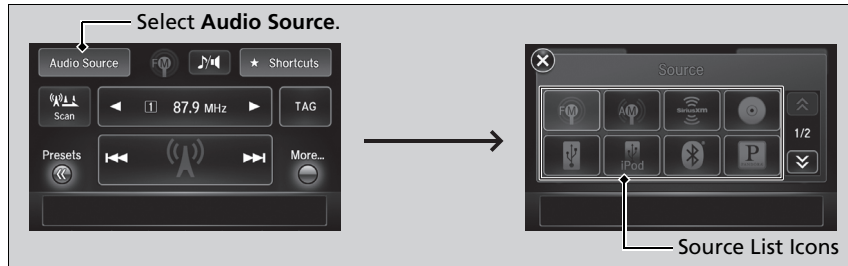 Select Audio Source.
Audio Source FM Shortcuts
Scan 1 87.9 MHz TAG
Presets More...
Source
FM AM SiriusXM
1/2
iPod P
Source List Icons